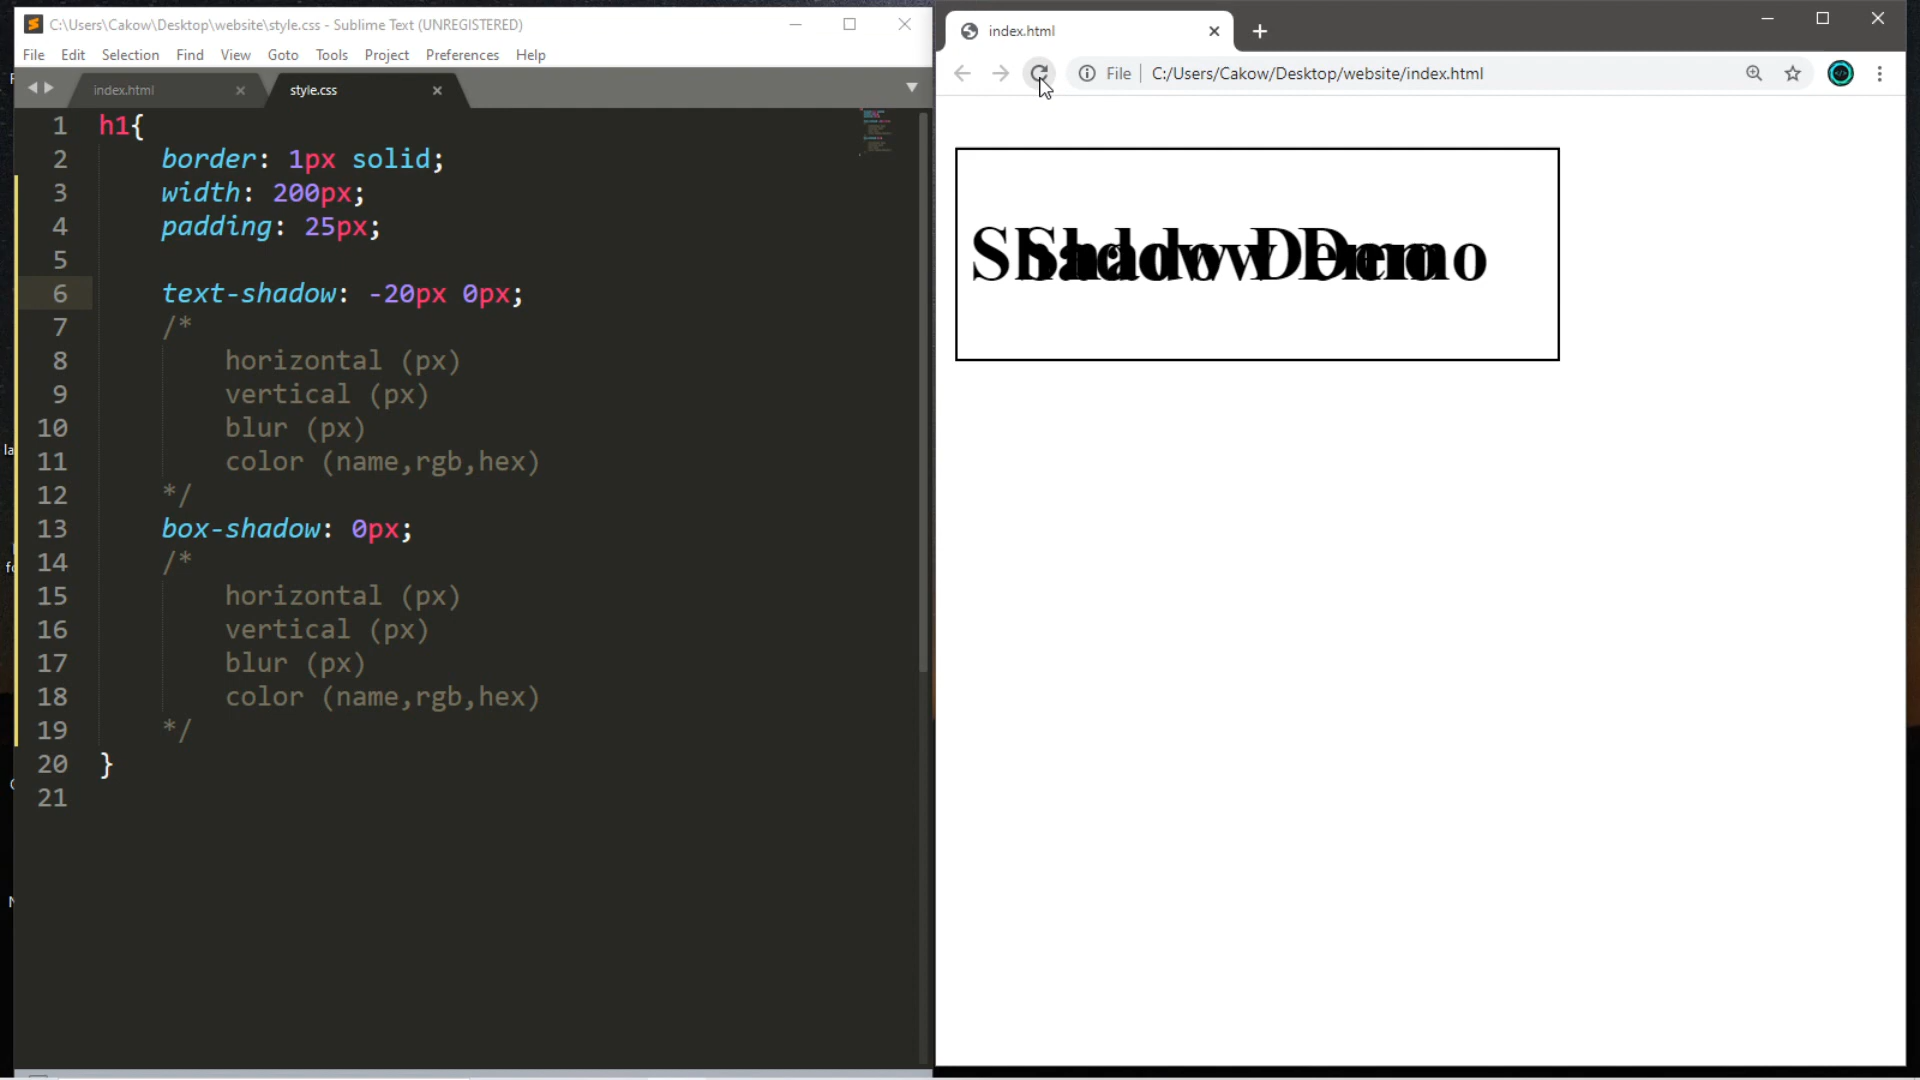 C:\Users\Cakow\Desktop\website\style.css - Sublime Text (UNREGISTERED)
File Edit Selection Find View Goto Tools Project Preferences Help
index.html
style.css
1 h1{
2 border: 1px solid;
3 width: 200px;
4 padding: 25px;
5
6 text-shadow: -20px 0px;
7 /*
8 horizontal (px)
9 vertical (px)
10 blur (px)
11 color (name,rgb,hex)
12 */
13 box-shadow: 0px;
14 /*
15 horizontal (px)
16 vertical (px)
17 blur (px)
18 color (name,rgb,hex)
19 */
20 }
21
index.html
File C:/Users/Cakow/Desktop/website/index.html
Shadow Demo